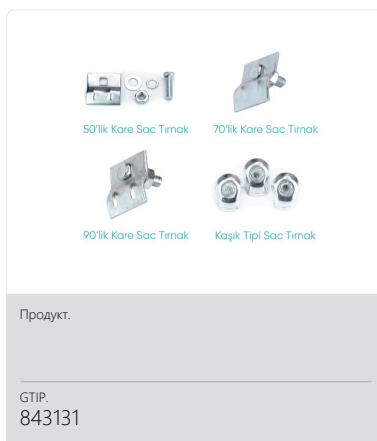 50'lik Kare Sac Tırnak 70'lik Kare Sac Tırnak
90'lik Kare Sac Tırnak Kaşık Tipi Sac Tırnak
Продукт.
GTIP.
843131